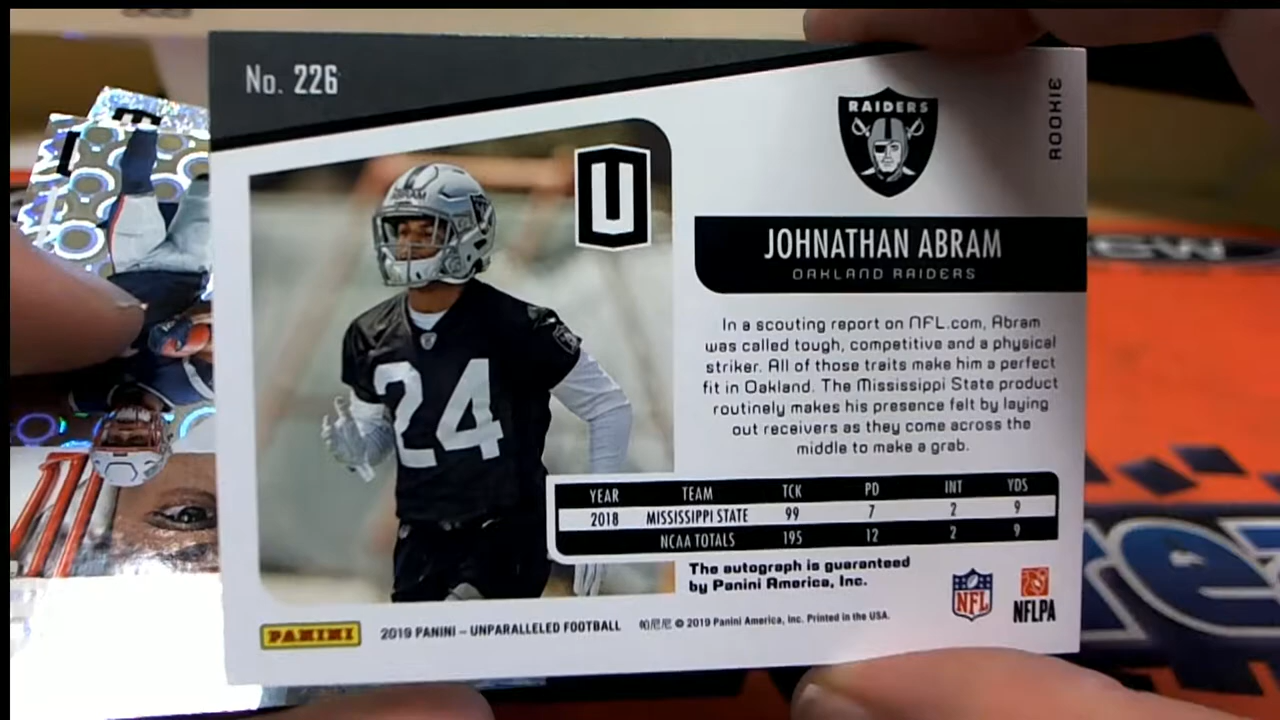 No. 226
RAIDERS
ROOKIE
U
ABRAM
24
JOHNATHAN ABRAM
OAKLAND RAIDERS
In a scouting report on NFL.com, Abram
was called tough, competitive and a physical
striker. All of those traits make him a perfect
fit in Oakland. The Mississippi State product
routinely makes his presence felt by laying
out receivers as they come across the
middle to make a grab.
YEAR TEAM TCK PD INT YDS
2018 MISSISSIPPI STATE 99 7 2 9
NCAA TOTALS 195 12 2 9
The autograph is guaranteed
by Panini America, Inc.
NFL
NFLPA
PANINI
2019 PANINI – UNPARALLELED FOOTBALL
帕尼尼 © 2019 Panini America, Inc. Printed in the USA.